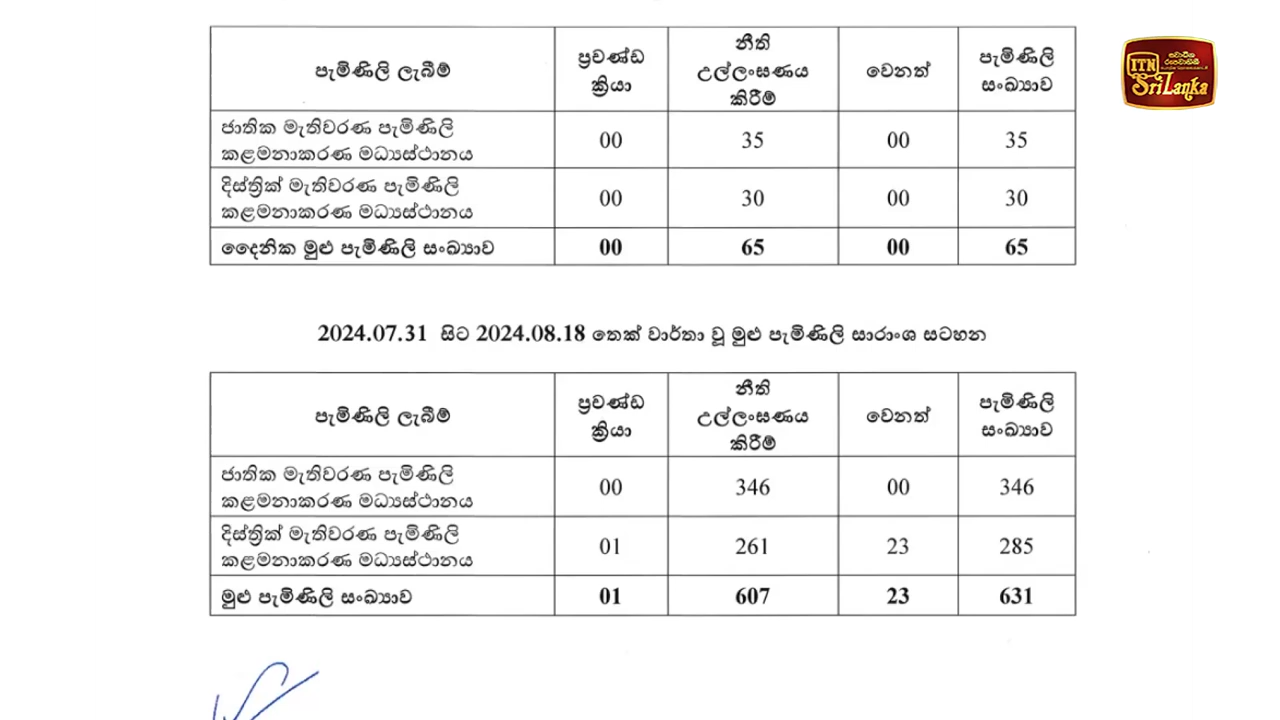 පැමිණිලි ලැබීම්
ප්‍රචණ්ඩ
ක්‍රියා
නීති
උල්ලංඝණය
කිරීම්
වෙනත්
පැමිණිලි
සංඛ්‍යාව
ජාතික මැතිවරණ පැමිණිලි
කළමනාකරණ මධ්‍යස්ථානය
00
35
00
35
දිස්ත්‍රික් මැතිවරණ පැමිණිලි
කළමනාකරණ මධ්‍යස්ථානය
00
30
00
30
දෛනික මුළු පැමිණිලි සංඛ්‍යාව
00
65
00
65
2024.07.31 සිට 2024.08.18 තෙක් වාර්තා වූ මුළු පැමිණිලි සාරාංශ සටහන
පැමිණිලි ලැබීම්
ප්‍රචණ්ඩ
ක්‍රියා
නීති
උල්ලංඝණය
කිරීම්
වෙනත්
පැමිණිලි
සංඛ්‍යාව
ජාතික මැතිවරණ පැමිණිලි
කළමනාකරණ මධ්‍යස්ථානය
00
346
00
346
දිස්ත්‍රික් මැතිවරණ පැමිණිලි
කළමනාකරණ මධ්‍යස්ථානය
01
261
23
285
මුළු පැමිණිලි සංඛ්‍යාව
01
607
23
631
ITN
Sri Lanka